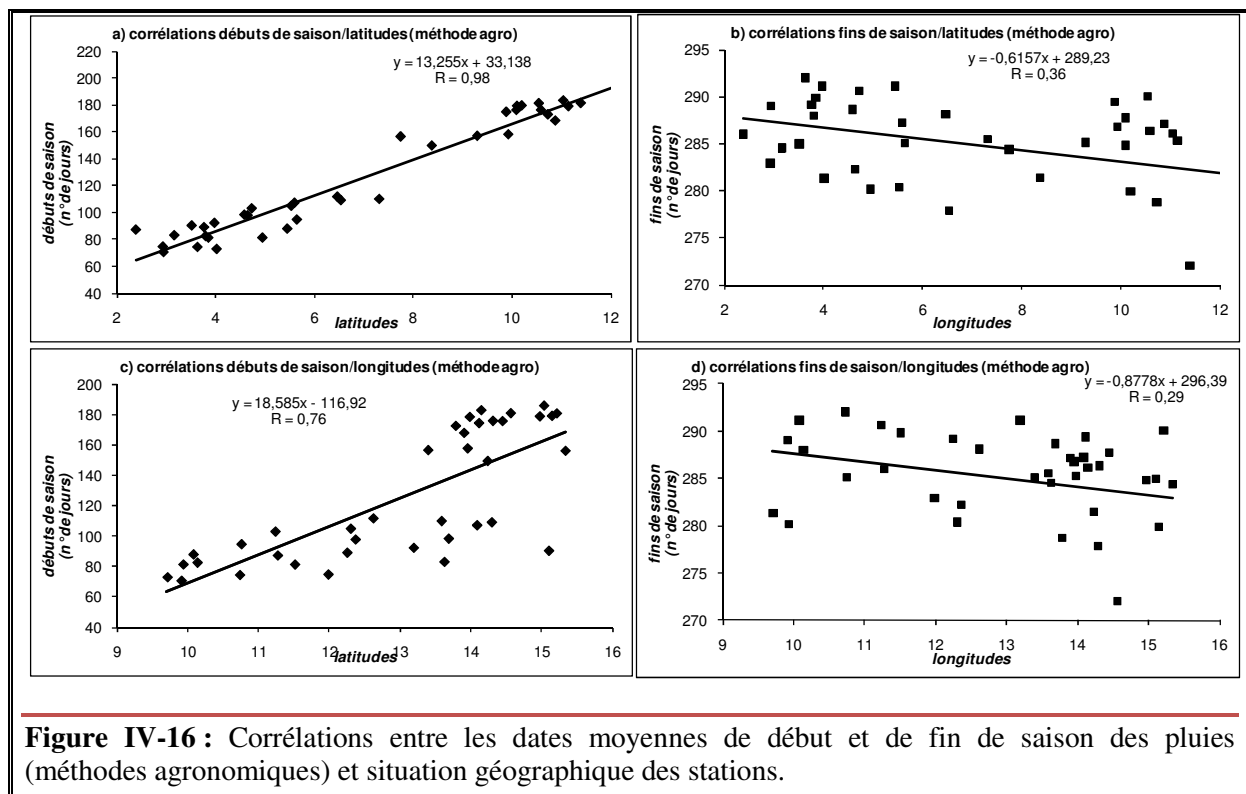 a) corrélations débuts de saison/latitudes (méthode agro)
y = 13,255x + 33,138
R = 0,98
débuts de saison
(n° de jours)
220
200
180
160
140
120
100
80
60
40
2 4 6 8 10 12
latitudes
b) corrélations fins de saison/latitudes (méthode agro)
y = -0,6157x + 289,23
R = 0,36
fins de saison
(n° de jours)
295
290
285
280
275
270
2 4 6 8 10 12
longitudes
c) corrélations débuts de saison/longitudes (méthode agro)
y = 18,585x - 116,92
R = 0,76
débuts de saison
(n° de jours)
200
180
160
140
120
100
80
60
40
9 10 11 12 13 14 15 16
latitudes
d) corrélations fins de saison/longitudes (méthode agro)
y = -0,8778x + 296,39
R = 0,29
fins de saison
(n° de jours)
295
290
285
280
275
270
9 10 11 12 13 14 15 16
longitudes
Figure IV-16 : Corrélations entre les dates moyennes de début et de fin de saison des pluies
(méthodes agronomiques) et situation géographique des stations.